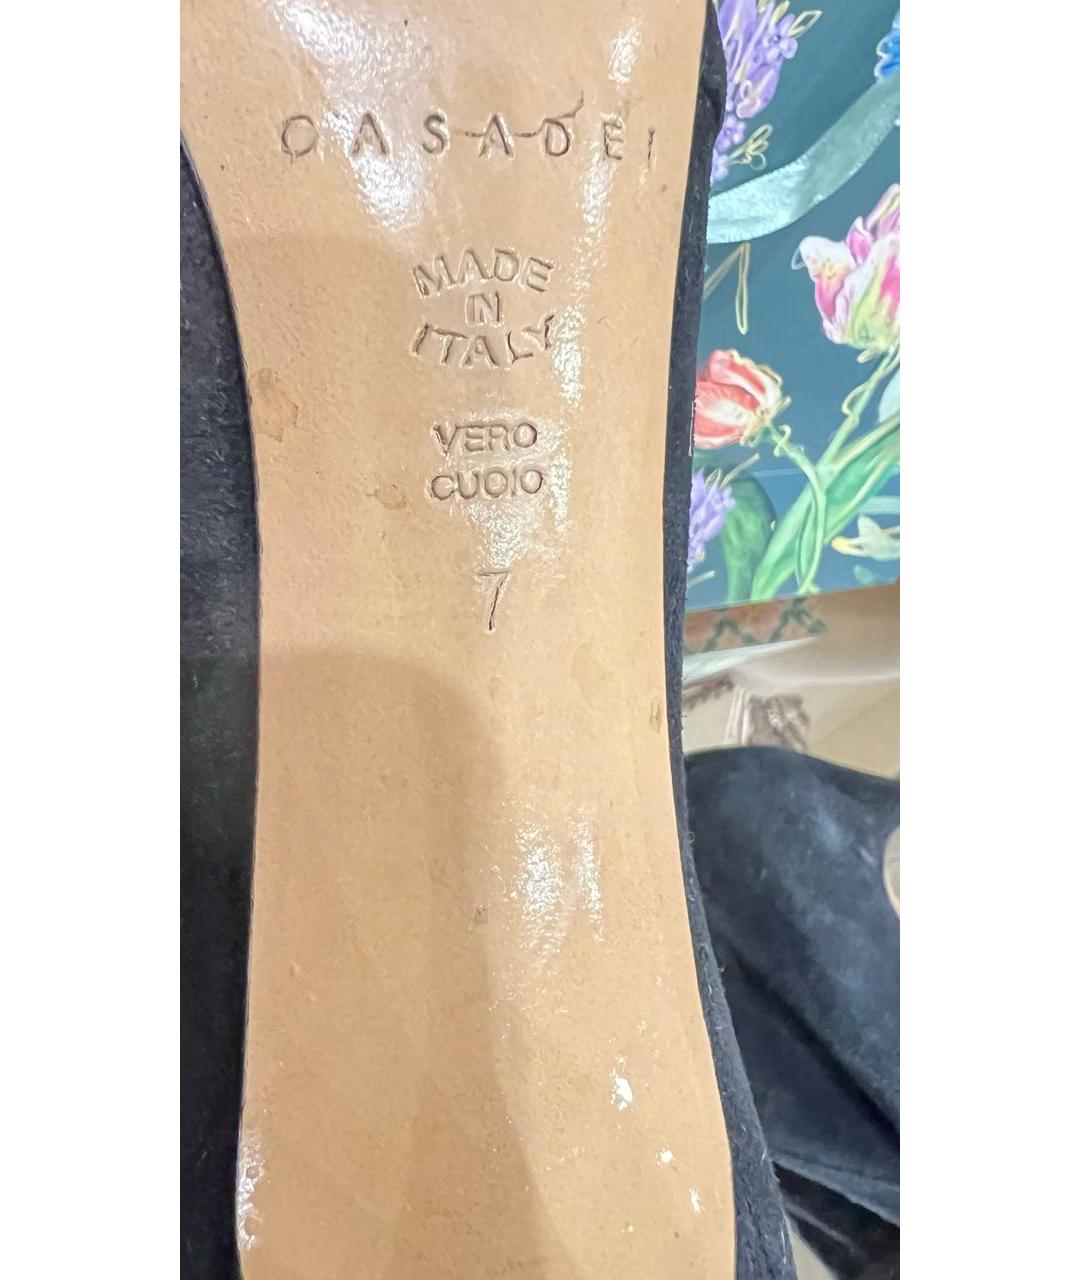 CASADEI
MADE
IN
ITALY
VERO
CUOIO
7